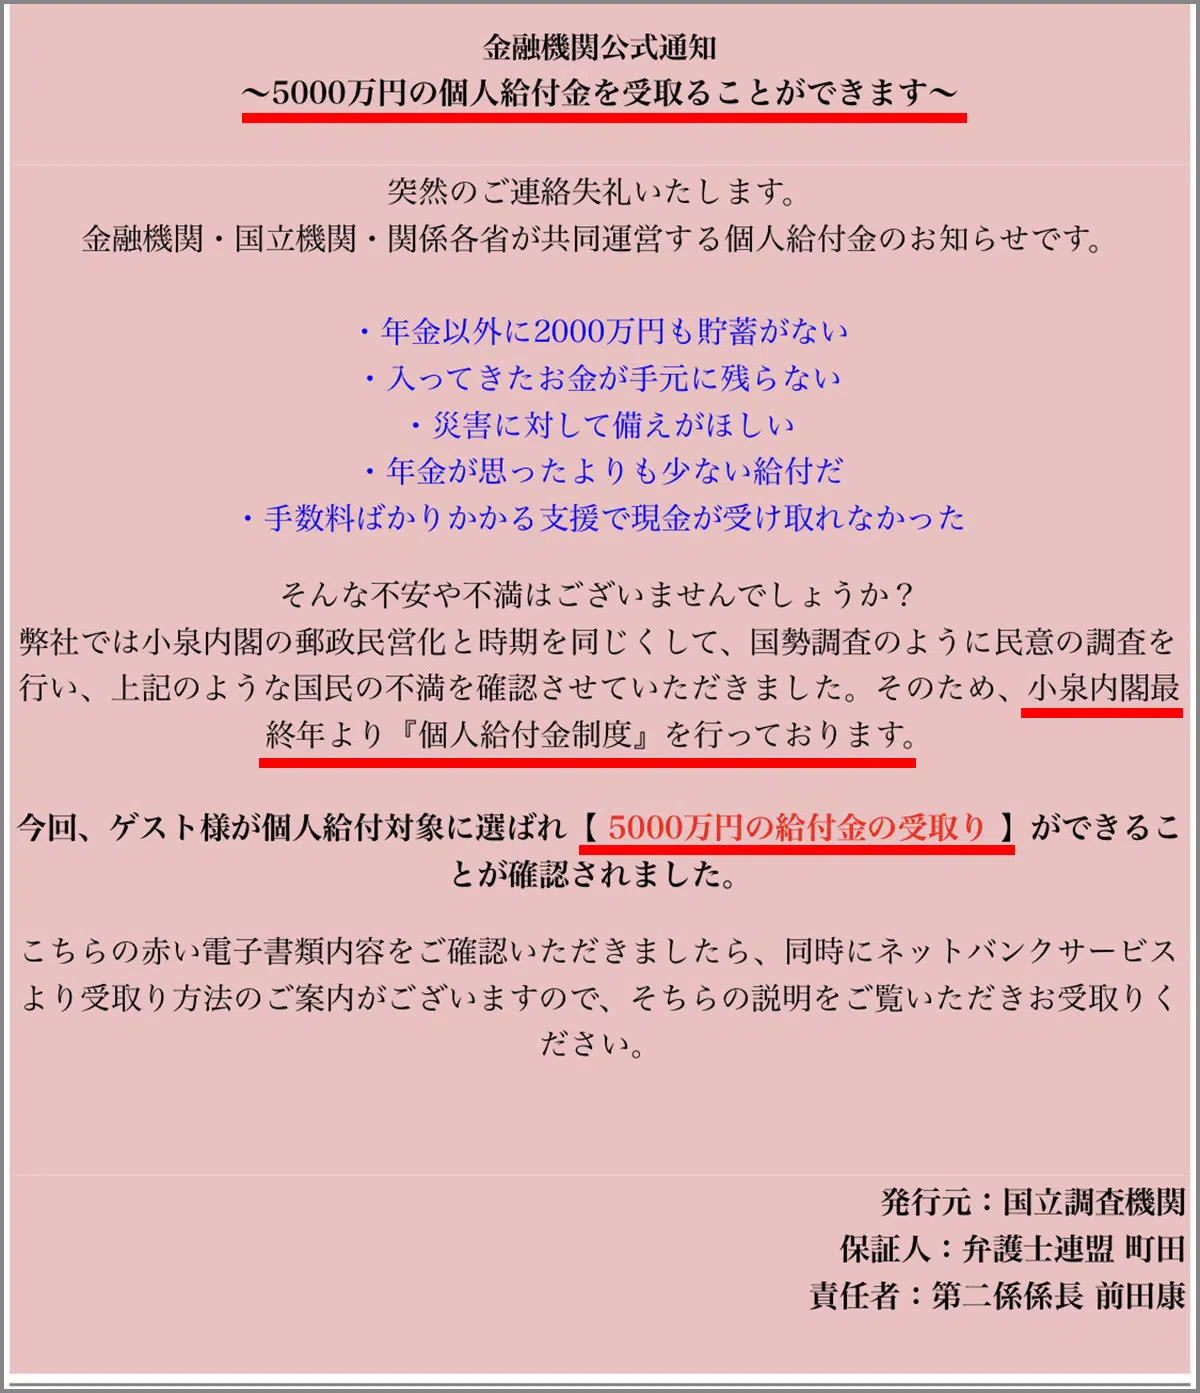 金融機関公式通知
〜5000万円の個人給付金を受取ることができます〜
突然のご連絡失礼いたします。
金融機関・国立機関・関係各省が共同運営する個人給付金のお知らせです。
・年金以外に2000万円も貯蓄がない
・入ってきたお金が手元に残らない
・災害に対して備えがほしい
・年金が思ったよりも少ない給付だ
・手数料ばかりかかる支援で現金が受け取れなかった
そんな不安や不満はございませんでしょうか？
弊社では小泉内閣の郵政民営化と時期を同じくして、国勢調査のように民意の調査を
行い、上記のような国民の不満を確認させていただきました。そのため、小泉内閣最
終年より『個人給付金制度』を行っております。
今回、ゲスト様が個人給付対象に選ばれ【 5000万円の給付金の受取り 】ができるこ
とが確認されました。
こちらの赤い電子書類内容をご確認いただきましたら、同時にネットバンクサービス
より受取り方法のご案内がございますので、そちらの説明をご覧いただきお受取りく
ださい。
発行元：国立調査機関
保証人：弁護士連盟 町田
責任者：第二係係長 前田康